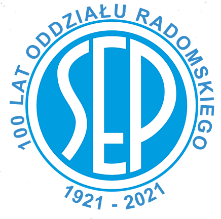 100 LAT ODDZIAŁU RADOMSKIEGO
SEP
1921 - 2021